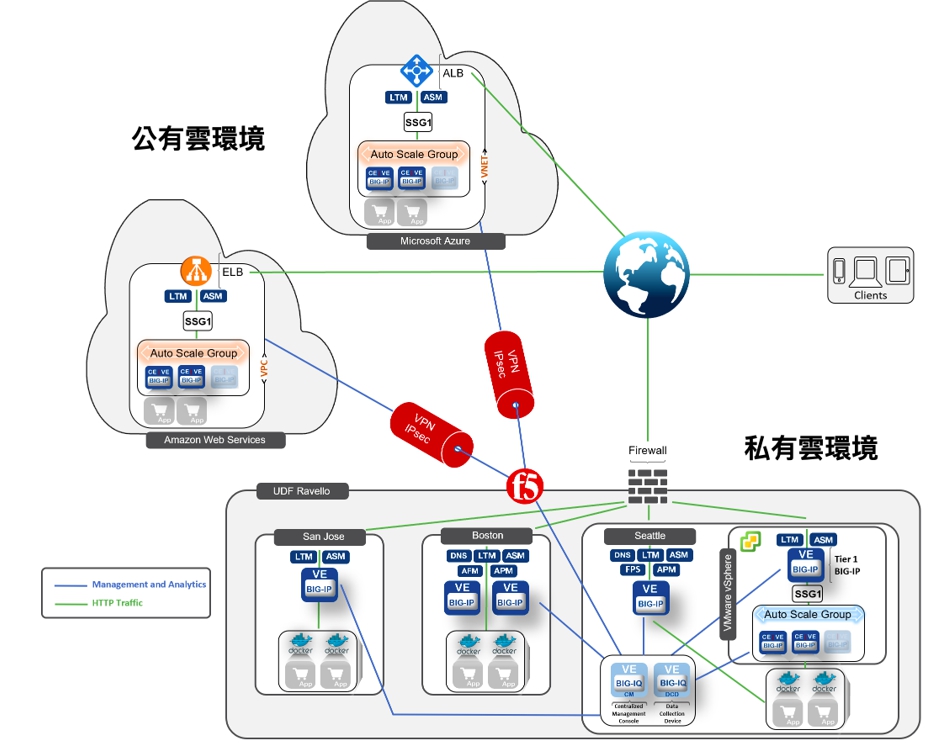 公有雲環境
ALB
LTM ASM
SSG1
Auto Scale Group
CE VE CE VE
BIG-IP BIG-IP BIG-IP
App App
VNET
Microsoft Azure
ELB
LTM ASM
SSG1
Auto Scale Group
CE VE CE VE
BIG-IP BIG-IP BIG-IP
App App
VPC
Amazon Web Services
Clients
VPN
IPsec
VPN
IPsec
f5
Firewall
私有雲環境
UDF Ravello
San Jose
LTM ASM
VE
BIG-IP
docker docker
App App
Boston
DNS LTM ASM
AFM APM
VE VE
BIG-IP BIG-IP
docker docker
App App
Seattle
DNS LTM ASM
FPS APM
VE
BIG-IP
VMware vSphere
LTM ASM
VE
BIG-IP
Tier 1
BIG-IP
SSG1
Auto Scale Group
CE VE CE VE
BIG-IP BIG-IP BIG-IP
docker docker
App App
VE VE
BIG-IQ BIG-IQ
CM DCD
Centralized
Management
Console
Data
Collection
Device
Management and Analytics
HTTP Traffic